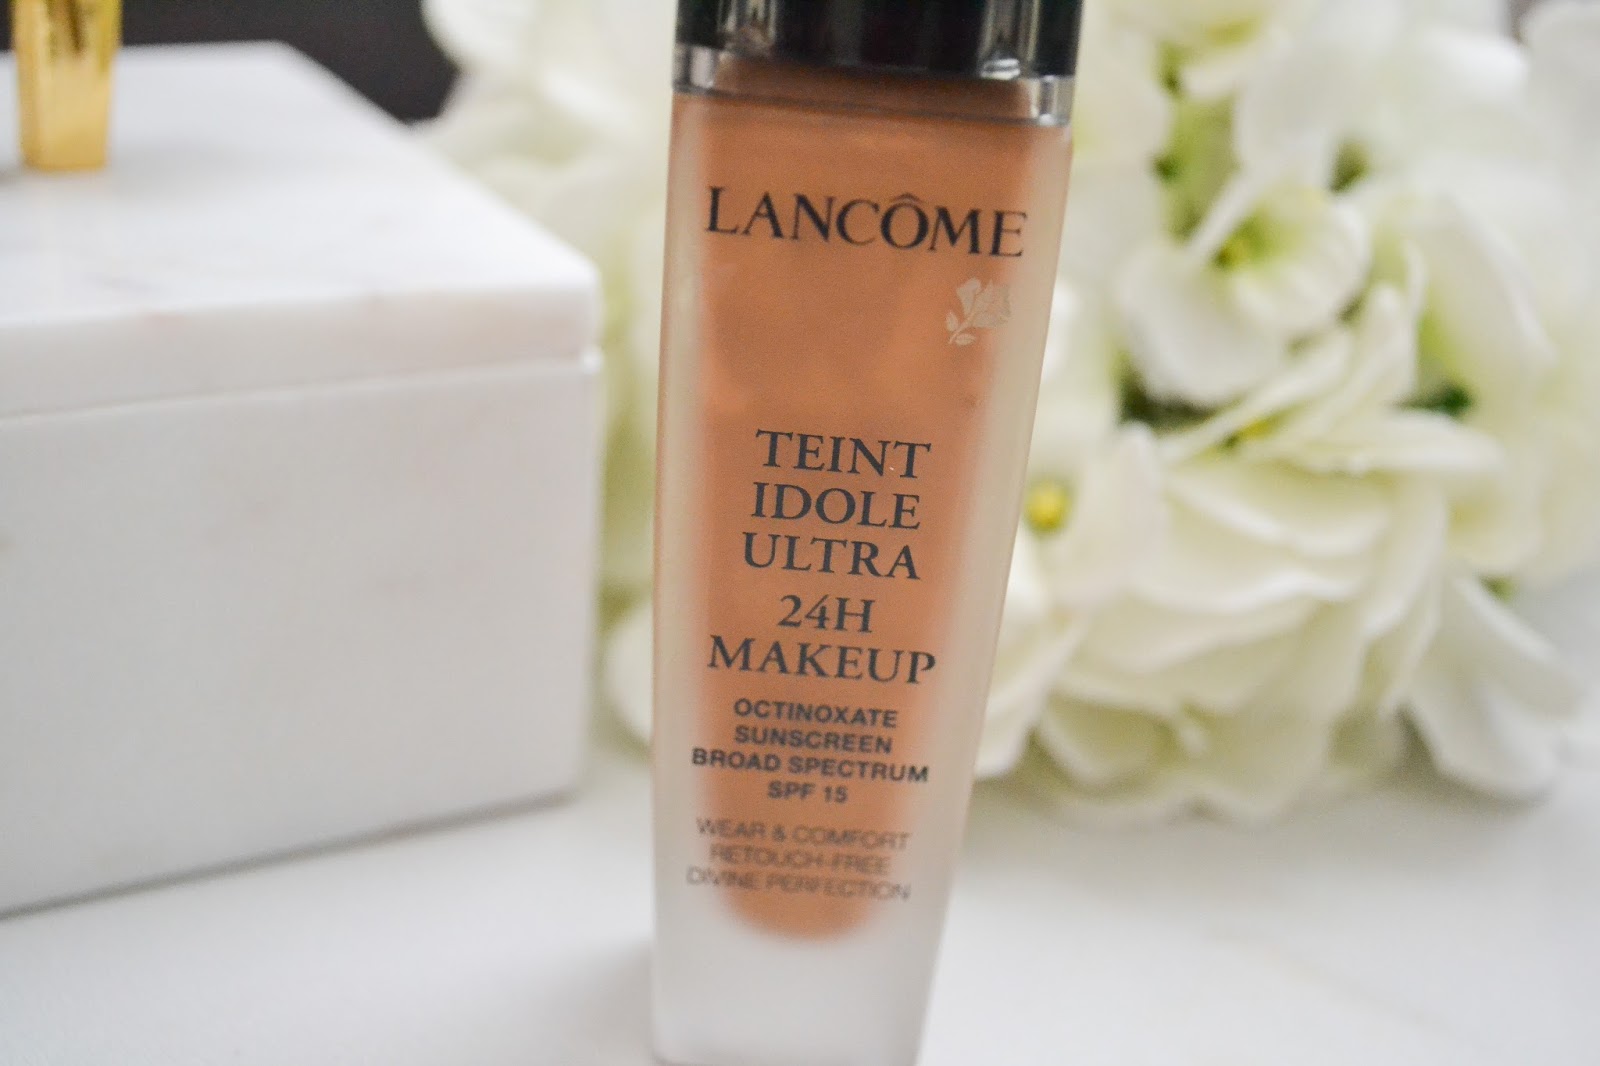 LANCÔME
TEINT
IDOLE
ULTRA
24H
MAKEUP
OCTINOXATE
SUNSCREEN
BROAD SPECTRUM
SPF 15
WEAR & COMFORT
RETOUCH-FREE
DIVINE PERFECTION